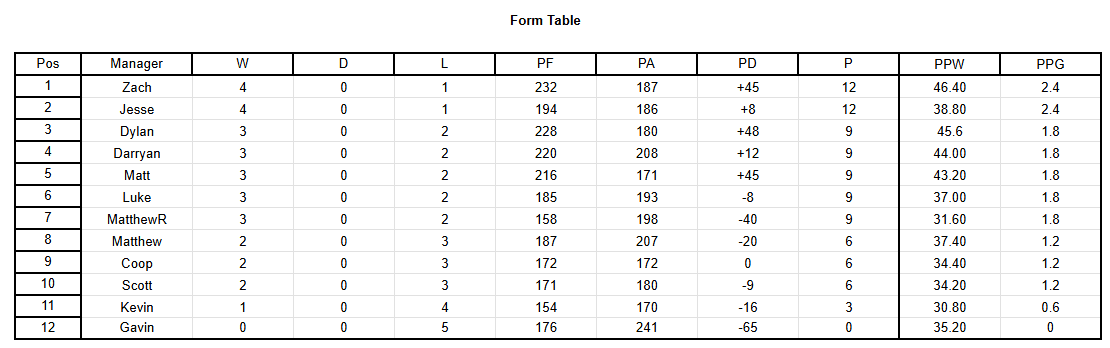 Form Table
Pos Manager W D L PF PA PD P PPW PPG
1 Zach 4 0 1 232 187 +45 12 46.40 2.4
2 Jesse 4 0 1 194 186 +8 12 38.80 2.4
3 Dylan 3 0 2 228 180 +48 9 45.6 1.8
4 Darryan 3 0 2 220 208 +12 9 44.00 1.8
5 Matt 3 0 2 216 171 +45 9 43.20 1.8
6 Luke 3 0 2 185 193 -8 9 37.00 1.8
7 MatthewR 3 0 2 158 198 -40 9 31.60 1.8
8 Matthew 2 0 3 187 207 -20 6 37.40 1.2
9 Coop 2 0 3 172 172 0 6 34.40 1.2
10 Scott 2 0 3 171 180 -9 6 34.20 1.2
11 Kevin 1 0 4 154 170 -16 3 30.80 0.6
12 Gavin 0 0 5 176 241 -65 0 35.20 0